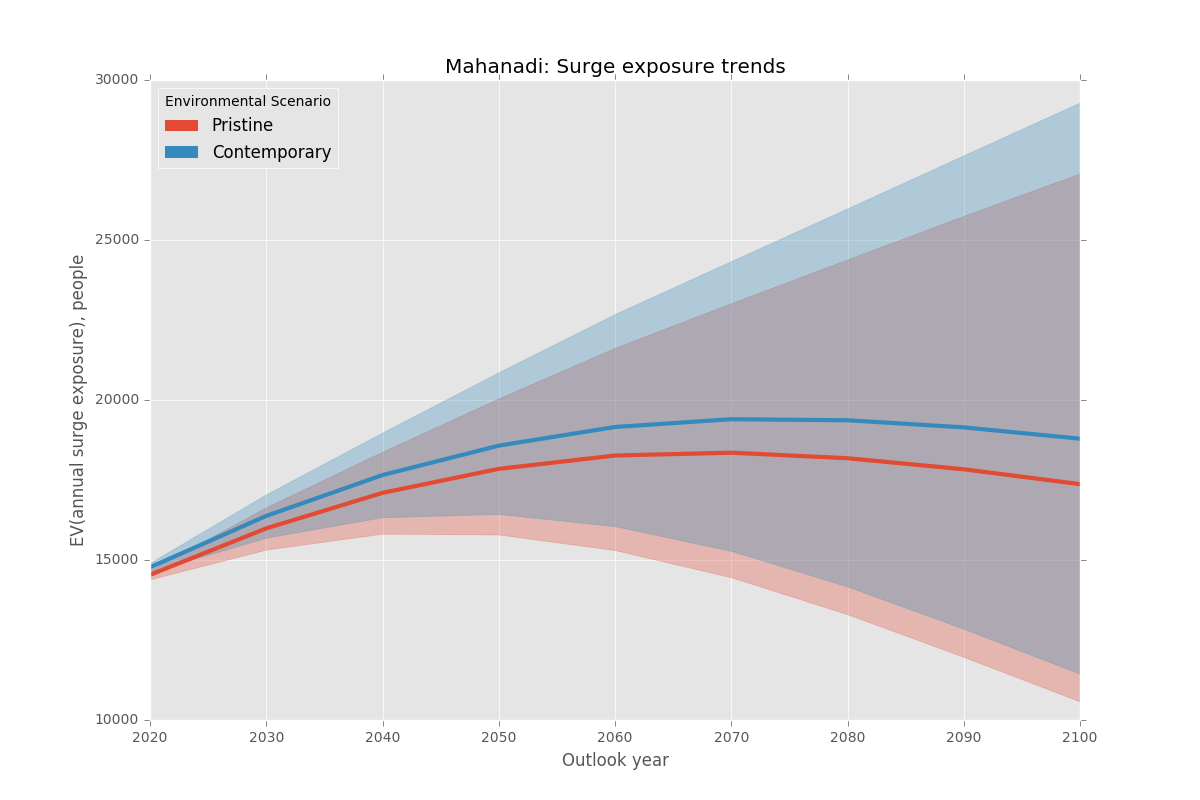 Mahanadi: Surge exposure trends
30000
25000
20000
15000
10000
EV(annual surge exposure), people
Environmental Scenario
Pristine
Contemporary
2020 2030 2040 2050 2060 2070 2080 2090 2100
Outlook year